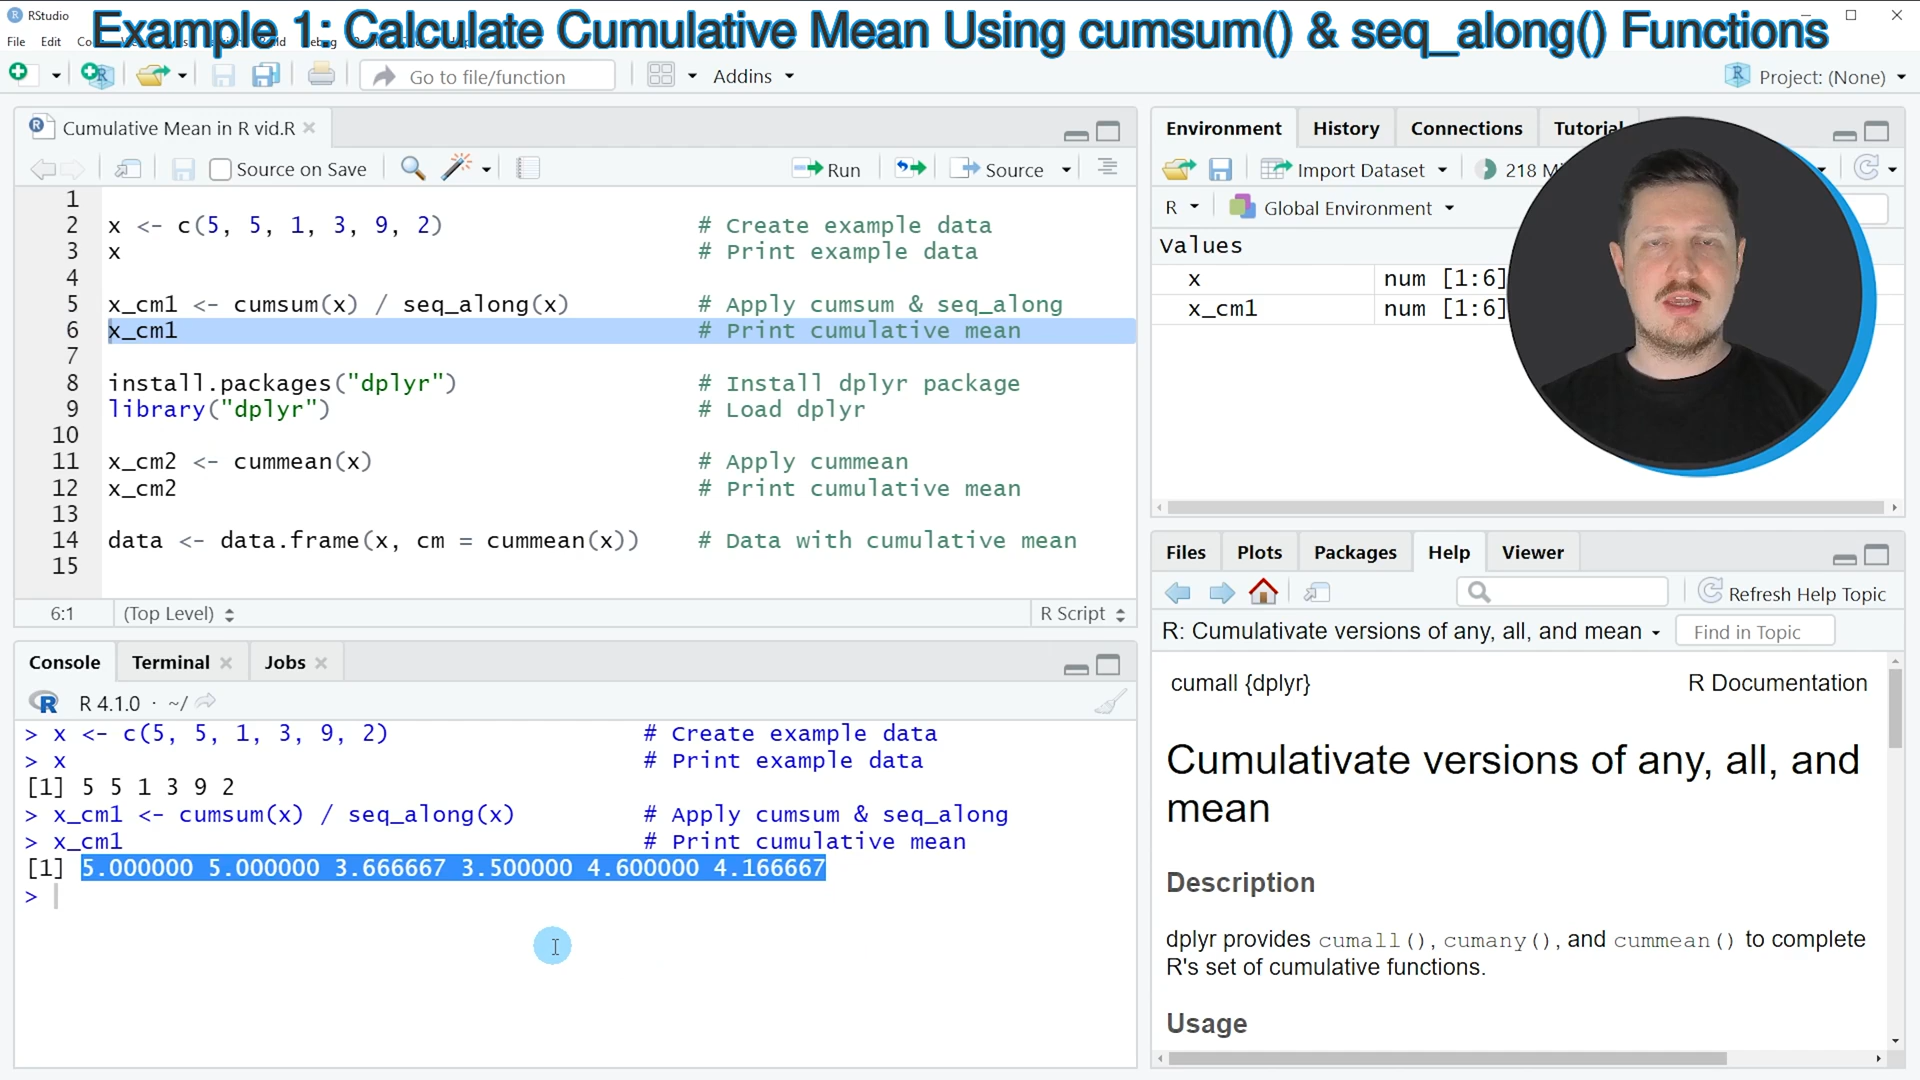 RStudio
Example 1: Calculate Cumulative Mean Using cumsum() & seq_along() Functions
File Edit
Go to file/function
Addins
Project: (None)
Cumulative Mean in R vid.R
Source on Save
Run
Source
1
2 x <- c(5, 5, 1, 3, 9, 2) # Create example data
3 x # Print example data
4
5 x_cm1 <- cumsum(x) / seq_along(x) # Apply cumsum & seq_along
6 x_cm1 # Print cumulative mean
7
8 install.packages("dplyr") # Install dplyr package
9 library("dplyr") # Load dplyr
10
11 x_cm2 <- cummean(x) # Apply cummean
12 x_cm2 # Print cumulative mean
13
14 data <- data.frame(x, cm = cummean(x)) # Data with cumulative mean
15
6:1 (Top Level) R Script
Console Terminal Jobs
R 4.1.0 · ~/
> x <- c(5, 5, 1, 3, 9, 2) # Create example data
> x # Print example data
[1] 5 5 1 3 9 2
> x_cm1 <- cumsum(x) / seq_along(x) # Apply cumsum & seq_along
> x_cm1 # Print cumulative mean
[1] 5.000000 5.000000 3.666667 3.500000 4.600000 4.166667
>
Environment History Connections Tutorial
Import Dataset 218
R Global Environment
Values
x num [1:6]
x_cm1 num [1:6]
Files Plots Packages Help Viewer
Refresh Help Topic
R: Cumulativate versions of any, all, and mean Find in Topic
cumall {dplyr} R Documentation
Cumulativate versions of any, all, and
mean
Description
dplyr provides cumall(), cumany(), and cummean() to complete
R's set of cumulative functions.
Usage